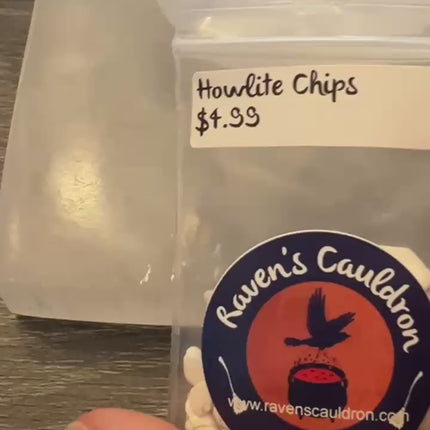 Howlite Chips
$4.99
Raven's Cauldron
www.ravenscauldron.com